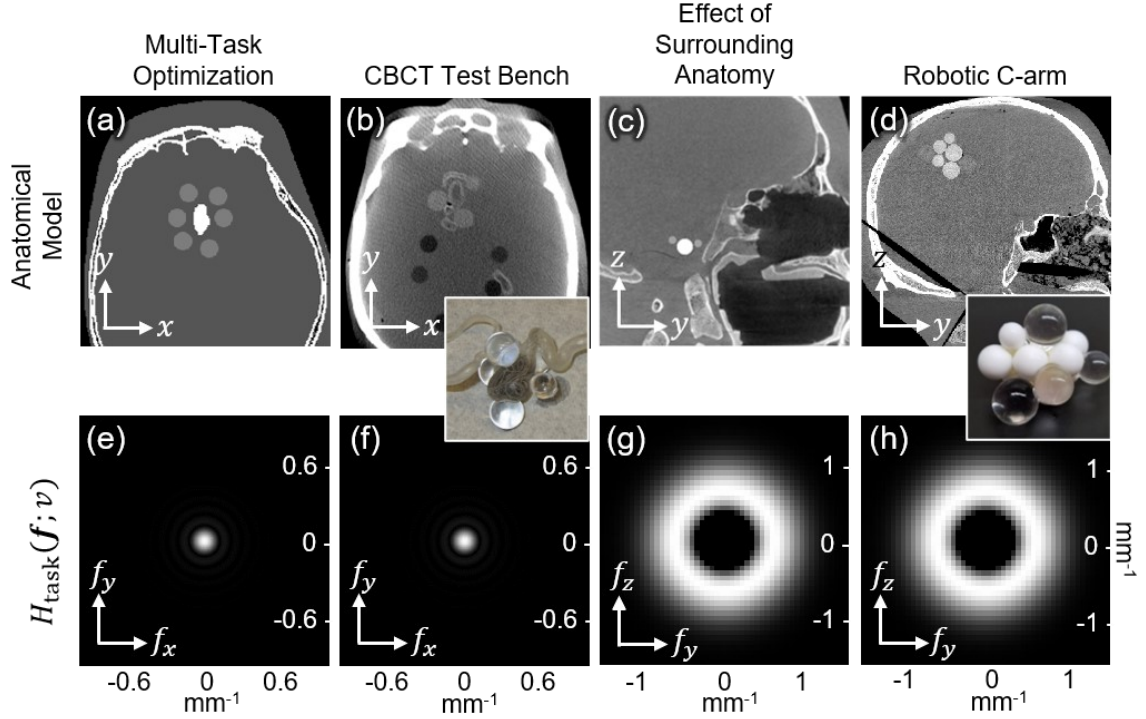 Multi-Task
Optimization
CBCT Test Bench
Effect of
Surrounding
Anatomy
Robotic C-arm
Anatomical
Model
(a)
y
x
(b)
y
x
(c)
z
y
(d)
z
y
H_task(f; v)
(e)
0.6
0
-0.6
f_y
f_x
(f)
0.6
0
-0.6
f_y
f_x
(g)
1
0
-1
f_z
f_y
(h)
1
0
-1
f_z
f_y
mm⁻¹
-0.6 0 0.6
mm⁻¹
-0.6 0 0.6
mm⁻¹
-1 0 1
mm⁻¹
-1 0 1
mm⁻¹